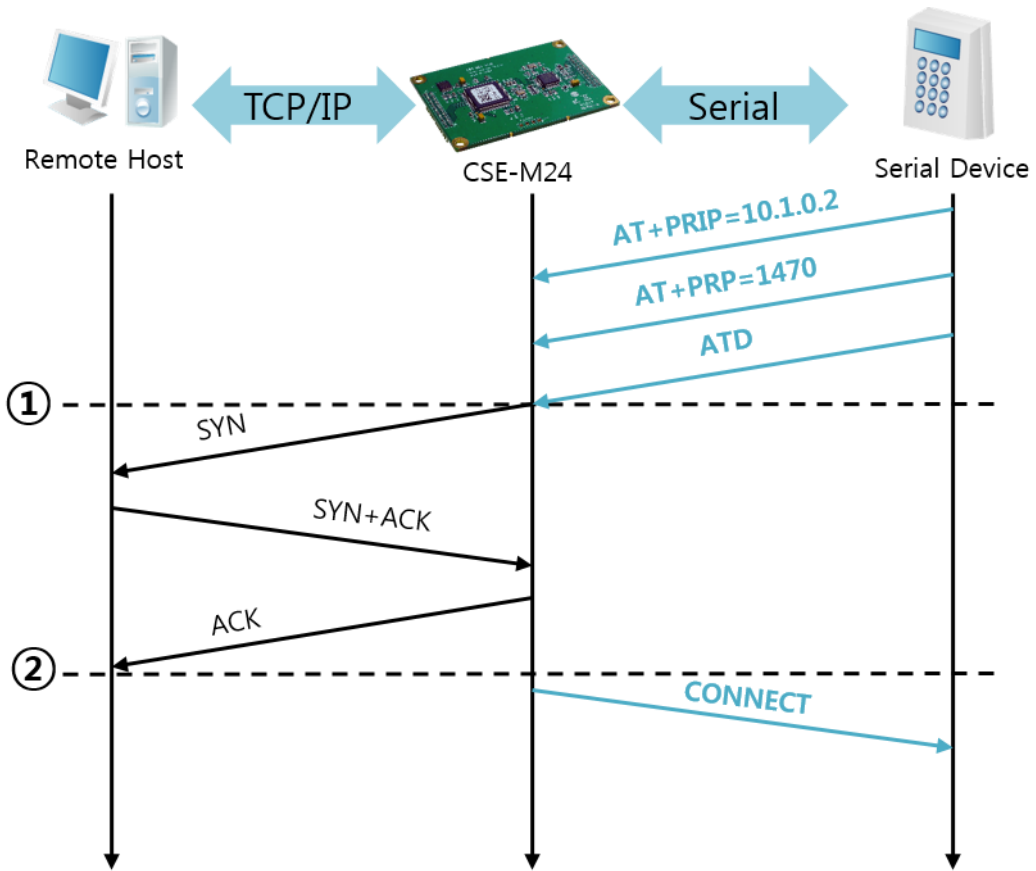 TCP/IP
Serial
Remote Host
CSE-M24
Serial Device
AT+PRIP=10.1.0.2
AT+PRP=1470
ATD
①
SYN
SYN+ACK
ACK
②
CONNECT